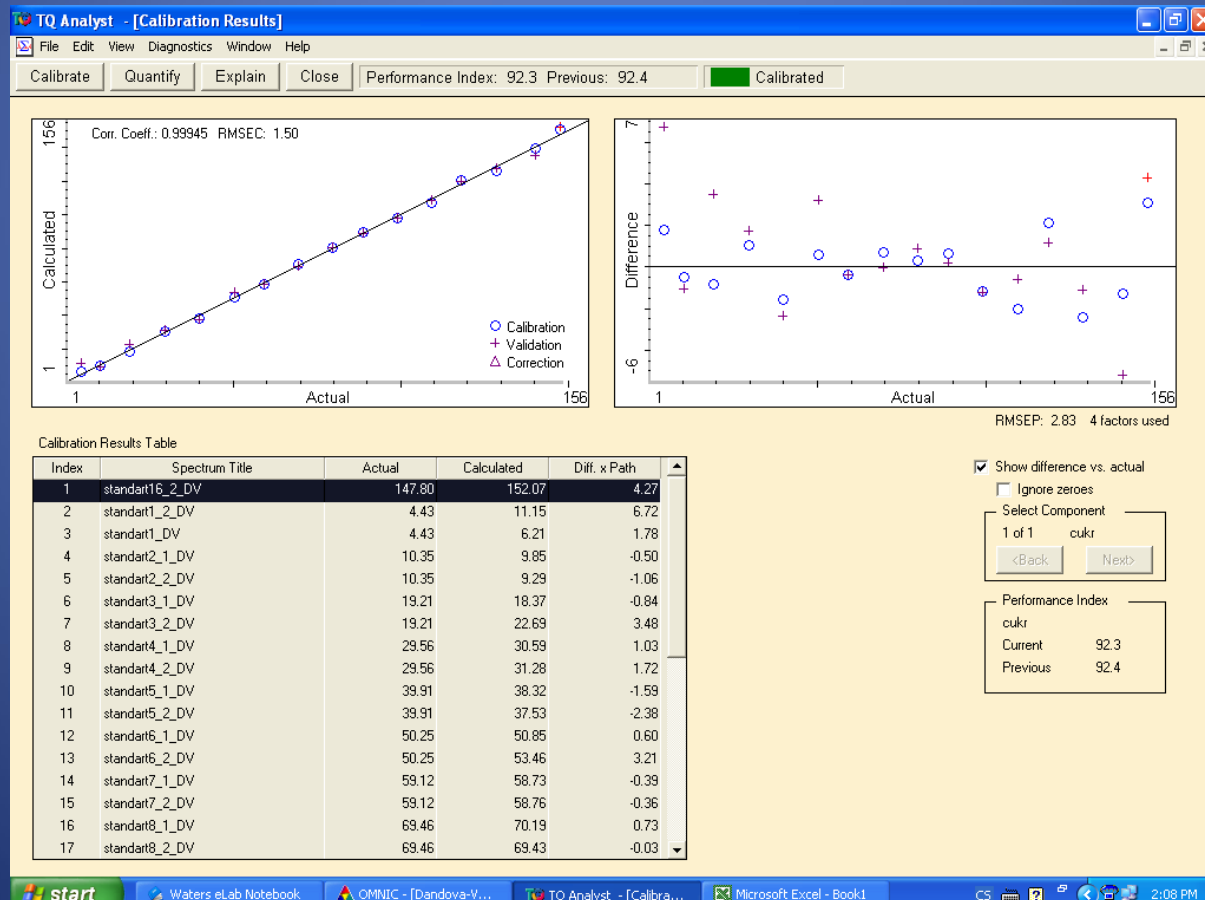 TQ Analyst - [Calibration Results]
File Edit View Diagnostics Window Help
Calibrate Quantify Explain Close Performance Index: 92.3 Previous: 92.4 Calibrated
Corr. Coeff.: 0.99945 RMSEC: 1.50
156
Calculated
1
Calibration
Validation
Correction
1 Actual 156
7
Difference
-6
1 Actual 156
RMSEP: 2.83 4 factors used
Calibration Results Table
Index Spectrum Title Actual Calculated Diff. x Path
1 standart16_2_DV 147.80 152.07 4.27
2 standart1_2_DV 4.43 11.15 6.72
3 standart1_DV 4.43 6.21 1.78
4 standart2_1_DV 10.35 9.85 -0.50
5 standart2_2_DV 10.35 9.29 -1.06
6 standart3_1_DV 19.21 18.37 -0.84
7 standart3_2_DV 19.21 22.69 3.48
8 standart4_1_DV 29.56 30.59 1.03
9 standart4_2_DV 29.56 31.28 1.72
10 standart5_1_DV 39.91 38.32 -1.59
11 standart5_2_DV 39.91 37.53 -2.38
12 standart6_1_DV 50.25 50.85 0.60
13 standart6_2_DV 50.25 53.46 3.21
14 standart7_1_DV 59.12 58.73 -0.39
15 standart7_2_DV 59.12 58.76 -0.36
16 standart8_1_DV 69.46 70.19 0.73
17 standart8_2_DV 69.46 69.43 -0.03
Show difference vs. actual
Ignore zeroes
Select Component
1 of 1 cukr
<Back Next>
Performance Index
cukr
Current 92.3
Previous 92.4
start Waters eLab Notebook OMNIC - [Dandova-V... TQ Analyst - [Calibra... Microsoft Excel - Book1 CS 2:08 PM